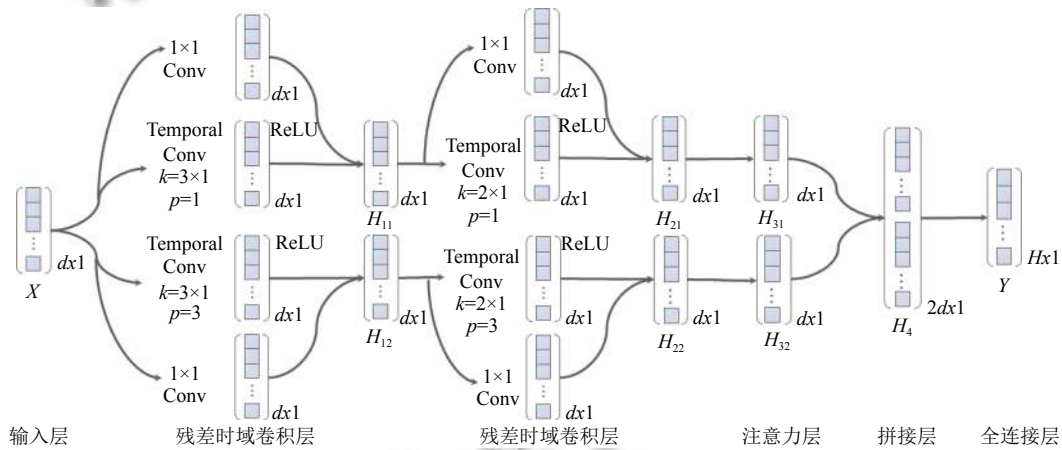 1×1
Conv
dx1
Temporal
Conv
k=3×1
p=1
ReLU
dx1
H11
dx1
1×1
Conv
dx1
Temporal
Conv
k=2×1
p=1
ReLU
dx1
H21
dx1
H31
dx1
X
dx1
Temporal
Conv
k=3×1
p=3
ReLU
dx1
H12
dx1
1×1
Conv
dx1
Temporal
Conv
k=2×1
p=3
ReLU
dx1
H22
dx1
H32
dx1
1×1
Conv
dx1
H4
2dx1
Y
Hx1
输入层
残差时域卷积层
残差时域卷积层
注意力层
拼接层
全连接层